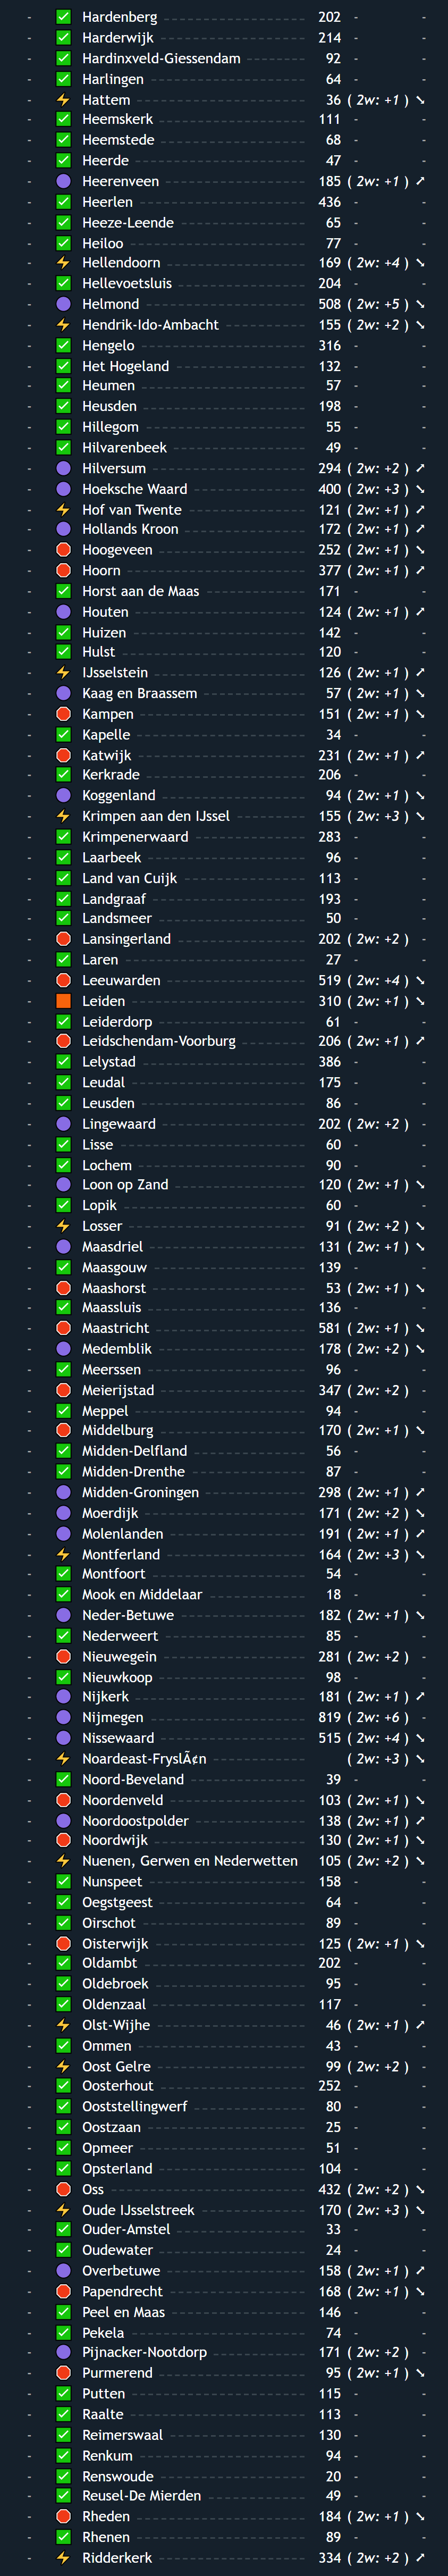 - ✅ Hardenberg 202 - -
- ✅ Harderwijk 214 - -
- ✅ Hardinxveld-Giessendam 92 - -
- ✅ Harlingen 64 - -
- ⚡ Hattem 36 ( 2w: +1 ) ↘
- ✅ Heemskerk 111 - -
- ✅ Heemstede 68 - -
- ✅ Heerde 47 - -
- 🟣 Heerenveen 185 ( 2w: +1 ) ↗
- ✅ Heerlen 436 - -
- ✅ Heeze-Leende 65 - -
- ✅ Heiloo 77 - -
- ⚡ Hellendoorn 169 ( 2w: +4 ) ↘
- ✅ Hellevoetsluis 204 - -
- 🟣 Helmond 508 ( 2w: +5 ) ↘
- ⚡ Hendrik-Ido-Ambacht 155 ( 2w: +2 ) ↘
- ✅ Hengelo 316 - -
- ✅ Het Hogeland 132 - -
- ✅ Heumen 57 - -
- ✅ Heusden 198 - -
- ✅ Hillegom 55 - -
- ✅ Hilvarenbeek 49 - -
- 🟣 Hilversum 294 ( 2w: +2 ) ↗
- 🟣 Hoeksche Waard 400 ( 2w: +3 ) ↘
- ⚡ Hof van Twente 121 ( 2w: +1 ) ↗
- 🟣 Hollands Kroon 172 ( 2w: +1 ) ↗
- 🛑 Hoogeveen 252 ( 2w: +1 ) ↘
- 🛑 Hoorn 377 ( 2w: +1 ) ↗
- ✅ Horst aan de Maas 171 - -
- 🟣 Houten 124 ( 2w: +1 ) ↗
- ✅ Huizen 142 - -
- ✅ Hulst 120 - -
- ⚡ IJsselstein 126 ( 2w: +1 ) ↗
- 🟣 Kaag en Braassem 57 ( 2w: +1 ) ↘
- 🛑 Kampen 151 ( 2w: +1 ) ↘
- ✅ Kapelle 34 - -
- 🛑 Katwijk 231 ( 2w: +1 ) ↗
- ✅ Kerkrade 206 - -
- 🟣 Koggenland 94 ( 2w: +1 ) ↘
- ⚡ Krimpen aan den IJssel 155 ( 2w: +3 ) ↘
- ✅ Krimpenerwaard 283 - -
- ✅ Laarbeek 96 - -
- ✅ Land van Cuijk 113 - -
- ✅ Landgraaf 193 - -
- ✅ Landsmeer 50 - -
- 🛑 Lansingerland 202 ( 2w: +2 ) -
- ✅ Laren 27 - -
- 🛑 Leeuwarden 519 ( 2w: +4 ) ↘
- 🟧 Leiden 310 ( 2w: +1 ) ↘
- ✅ Leiderdorp 61 - -
- 🛑 Leidschendam-Voorburg 206 ( 2w: +1 ) ↗
- ✅ Lelystad 386 - -
- ✅ Leudal 175 - -
- ✅ Leusden 86 - -
- 🟣 Lingewaard 202 ( 2w: +2 ) -
- ✅ Lisse 60 - -
- ✅ Lochem 90 - -
- 🟣 Loon op Zand 120 ( 2w: +1 ) ↘
- ✅ Lopik 60 - -
- ⚡ Losser 91 ( 2w: +2 ) ↘
- 🟣 Maasdriel 131 ( 2w: +1 ) ↘
- ✅ Maasgouw 139 - -
- 🛑 Maashorst 53 ( 2w: +1 ) ↘
- ✅ Maassluis 136 - -
- 🛑 Maastricht 581 ( 2w: +1 ) ↘
- 🟣 Medemblik 178 ( 2w: +2 ) ↘
- ✅ Meerssen 96 - -
- 🛑 Meierijstad 347 ( 2w: +2 ) -
- ✅ Meppel 94 - -
- 🛑 Middelburg 170 ( 2w: +1 ) ↘
- ✅ Midden-Delfland 56 - -
- ✅ Midden-Drenthe 87 - -
- 🟣 Midden-Groningen 298 ( 2w: +1 ) ↗
- 🟣 Moerdijk 171 ( 2w: +2 ) ↘
- 🟣 Molenlanden 191 ( 2w: +1 ) ↗
- ⚡ Montferland 164 ( 2w: +3 ) ↘
- ✅ Montfoort 54 - -
- ✅ Mook en Middelaar 18 - -
- 🟣 Neder-Betuwe 182 ( 2w: +1 ) ↘
- ✅ Nederweert 85 - -
- 🛑 Nieuwegein 281 ( 2w: +2 ) -
- ✅ Nieuwkoop 98 - -
- 🟣 Nijkerk 181 ( 2w: +1 ) ↗
- 🟣 Nijmegen 819 ( 2w: +6 ) -
- 🟣 Nissewaard 515 ( 2w: +4 ) ↘
- ⚡ Noardeast-FryslÃ¢n ( 2w: +3 ) ↘
- ✅ Noord-Beveland 39 - -
- 🛑 Noordenveld 103 ( 2w: +1 ) ↘
- 🟣 Noordoostpolder 138 ( 2w: +1 ) ↗
- 🛑 Noordwijk 130 ( 2w: +1 ) ↘
- ⚡ Nuenen, Gerwen en Nederwetten 105 ( 2w: +2 ) ↘
- ✅ Nunspeet 158 - -
- ✅ Oegstgeest 64 - -
- ✅ Oirschot 89 - -
- 🛑 Oisterwijk 125 ( 2w: +1 ) ↘
- ✅ Oldambt 202 - -
- ✅ Oldebroek 95 - -
- ✅ Oldenzaal 117 - -
- ⚡ Olst-Wijhe 46 ( 2w: +1 ) ↗
- ✅ Ommen 43 - -
- ⚡ Oost Gelre 99 ( 2w: +2 ) -
- ✅ Oosterhout 252 - -
- ✅ Ooststellingwerf 80 - -
- ✅ Oostzaan 25 - -
- ✅ Opmeer 51 - -
- ✅ Opsterland 104 - -
- 🛑 Oss 432 ( 2w: +2 ) ↘
- ⚡ Oude IJsselstreek 170 ( 2w: +3 ) ↘
- ✅ Ouder-Amstel 33 - -
- ✅ Oudewater 24 - -
- 🟣 Overbetuwe 158 ( 2w: +1 ) ↗
- 🛑 Papendrecht 168 ( 2w: +1 ) ↘
- ✅ Peel en Maas 146 - -
- ✅ Pekela 74 - -
- 🟣 Pijnacker-Nootdorp 171 ( 2w: +2 ) -
- 🛑 Purmerend 95 ( 2w: +1 ) ↘
- ✅ Putten 115 - -
- ✅ Raalte 113 - -
- ✅ Reimerswaal 130 - -
- ✅ Renkum 94 - -
- ✅ Renswoude 20 - -
- ✅ Reusel-De Mierden 49 - -
- 🛑 Rheden 184 ( 2w: +1 ) ↘
- ✅ Rhenen 89 - -
- ⚡ Ridderkerk 334 ( 2w: +2 ) ↗